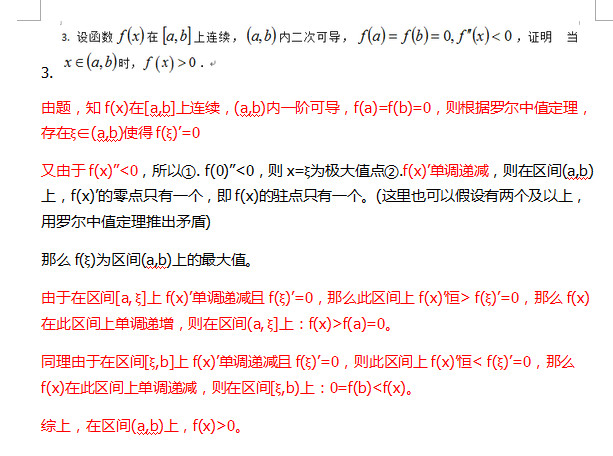 3. 设函数 f(x) 在 [a,b] 上连续，(a,b) 内二次可导，f(a)= f(b)= 0, f"(x)< 0，证明 当
x∈(a,b)时，f (x)>0．
3.
由题，知 f(x)在[a,b]上连续，(a,b)内一阶可导，f(a)=f(b)=0，则根据罗尔中值定理，
存在ξ∈(a,b)使得 f(ξ)’=0
又由于 f(x)’’<0，所以①. f(0)’’<0，则 x=ξ为极大值点②.f(x)’单调递减，则在区间(a,b)
上，f(x)’的零点只有一个，即 f(x)的驻点只有一个。(这里也可以假设有两个及以上，
用罗尔中值定理推出矛盾)
那么 f(ξ)为区间(a,b)上的最大值。
由于在区间[a, ξ]上 f(x)’单调递减且 f(ξ)’=0，那么此区间上 f(x)’恒> f(ξ)’=0，那么 f(x)
在此区间上单调递增，则在区间(a, ξ]上：f(x)>f(a)=0。
同理由于在区间[ξ,b]上 f(x)’单调递减且 f(ξ)’=0，则此区间上 f(x)’恒< f(ξ)’=0，那么
f(x)在此区间上单调递减，则在区间[ξ,b)上：0=f(b)<f(x)。
综上，在区间(a,b)上，f(x)>0。